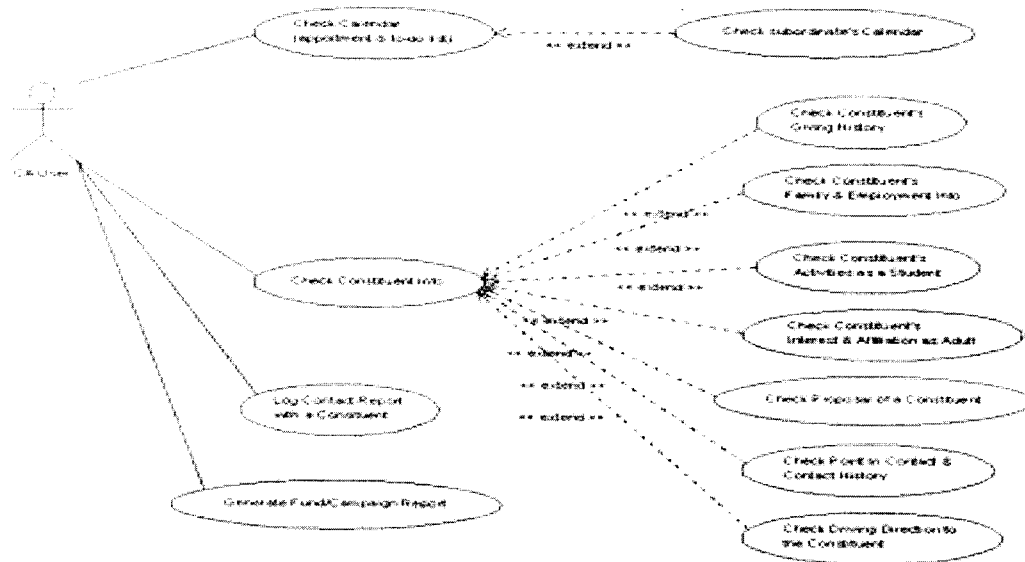 Check Calendar
(appointment & to-do list)
<< extend >>
Check subordinate's Calendar
Check Constituent's
Giving History
User
Check Constituent's
Family & Employment Info
<< extend >>
<< extend >>
Check Constituent's
Activities as a Student
Check Constituent Info
<< extend >>
<< extend >>
Check Constituent's
Interest & Affiliation as Adult
<< extend >>
<< extend >>
Check Proposal of a Constituent
Log Contact Report
with a Constituent
<< extend >>
Check Point in Contact &
Contact History
Generate Fund/Campaign Report
Check Driving Direction to
the Constituent